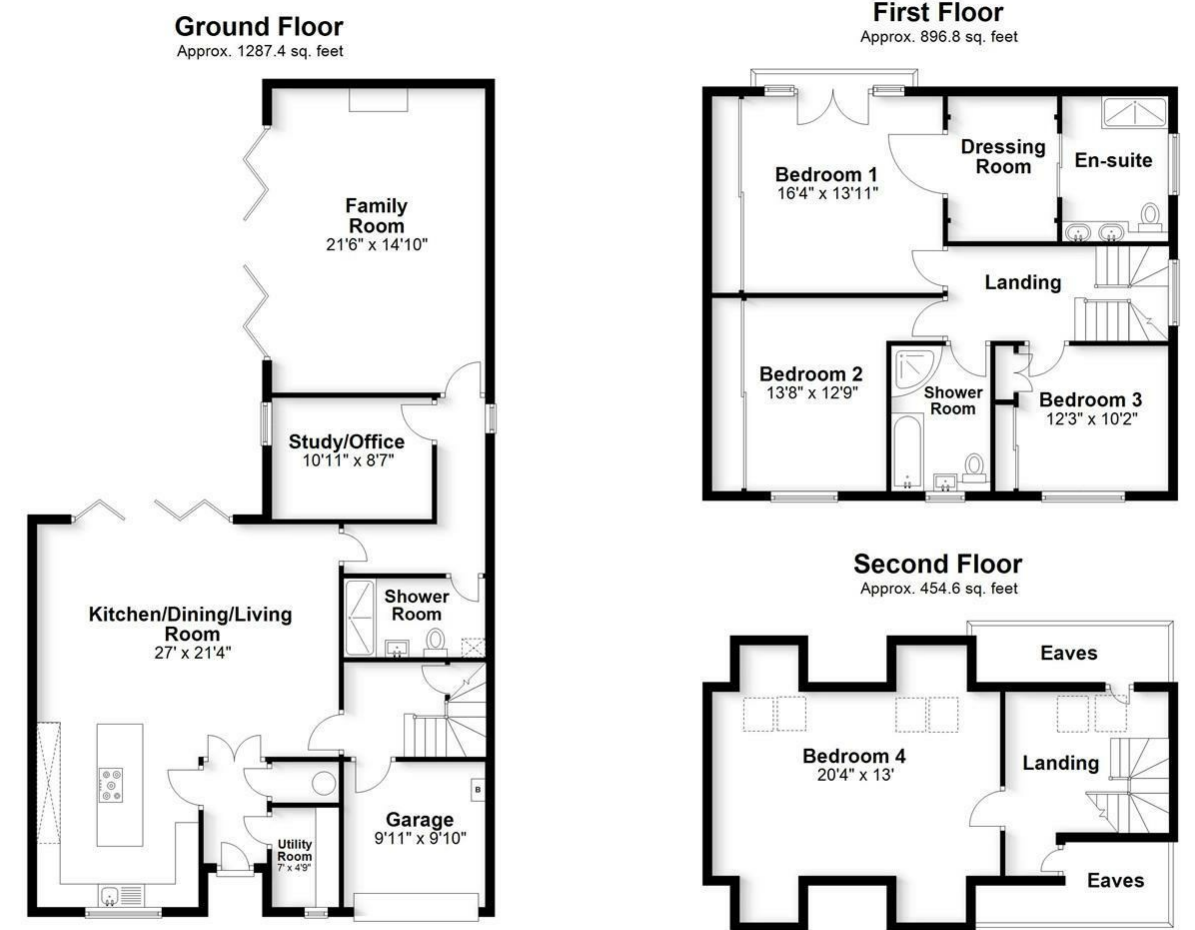 Ground Floor
Approx. 1287.4 sq. feet
Family
Room
21'6" x 14'10"
Study/Office
10'11" x 8'7"
Kitchen/Dining/Living
Room
27' x 21'4"
Shower
Room
Garage
9'11" x 9'10"
B
Utility
Room
7' x 4'9"
First Floor
Approx. 896.8 sq. feet
Bedroom 1
16'4" x 13'11"
Dressing
Room
En-suite
Landing
Bedroom 2
13'8" x 12'9"
Shower
Room
Bedroom 3
12'3" x 10'2"
Second Floor
Approx. 454.6 sq. feet
Eaves
Bedroom 4
20'4" x 13'
Landing
Eaves